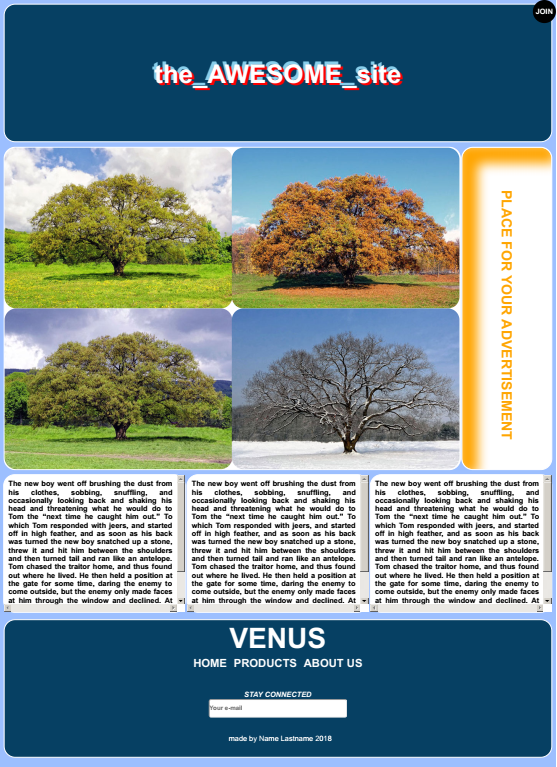 JOIN
the_AWESOME_site
PLACE FOR YOUR ADVERTISEMENT
The new boy went off brushing the dust from
his clothes, sobbing, snuffling, and
occasionally looking back and shaking his
head and threatening what he would do to
Tom the “next time he caught him out.” To
which Tom responded with jeers, and started
off in high feather, and as soon as his back
was turned the new boy snatched up a stone,
threw it and hit him between the shoulders
and then turned tail and ran like an antelope.
Tom chased the traitor home, and thus found
out where he lived. He then held a position at
the gate for some time, daring the enemy to
come outside, but the enemy only made faces
at him through the window and declined. At
The new boy went off brushing the dust from
his clothes, sobbing, snuffling, and
occasionally looking back and shaking his
head and threatening what he would do to
Tom the “next time he caught him out.” To
which Tom responded with jeers, and started
off in high feather, and as soon as his back
was turned the new boy snatched up a stone,
threw it and hit him between the shoulders
and then turned tail and ran like an antelope.
Tom chased the traitor home, and thus found
out where he lived. He then held a position at
the gate for some time, daring the enemy to
come outside, but the enemy only made faces
at him through the window and declined. At
The new boy went off brushing the dust from
his clothes, sobbing, snuffling, and
occasionally looking back and shaking his
head and threatening what he would do to
Tom the “next time he caught him out.” To
which Tom responded with jeers, and started
off in high feather, and as soon as his back
was turned the new boy snatched up a stone,
threw it and hit him between the shoulders
and then turned tail and ran like an antelope.
Tom chased the traitor home, and thus found
out where he lived. He then held a position at
the gate for some time, daring the enemy to
come outside, but the enemy only made faces
at him through the window and declined. At
VENUS
HOME PRODUCTS ABOUT US
STAY CONNECTED
Your e-mail
made by Name Lastname 2018